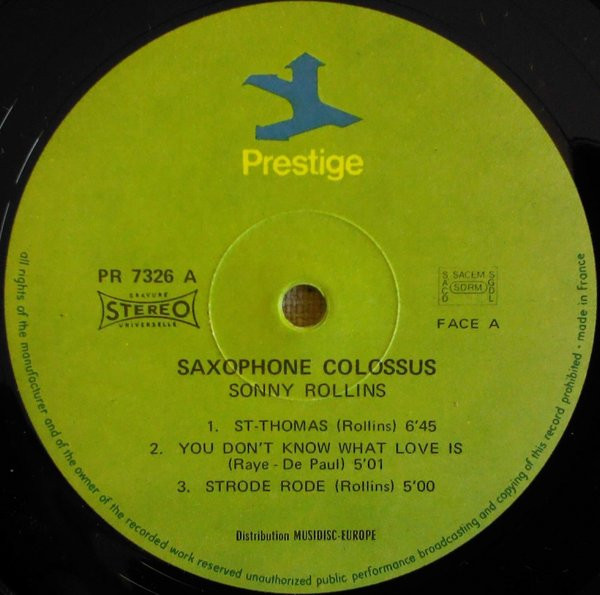 Prestige
PR 7326 A
GRAVURE
STEREO
UNIVERSELLE
SACEM
SACD
SDRM
SGDL
FACE A
SAXOPHONE COLOSSUS
SONNY ROLLINS
1. ST-THOMAS (Rollins) 6'45
2. YOU DON'T KNOW WHAT LOVE IS
(Raye - De Paul) 5'01
3. STRODE RODE (Rollins) 5'00
Distribution MUSIDISC-EUROPE
all rights of the manufacturer and of the owner of the recorded work reserved unauthorized public performance broadcasting and copying of this record prohibited - made in France